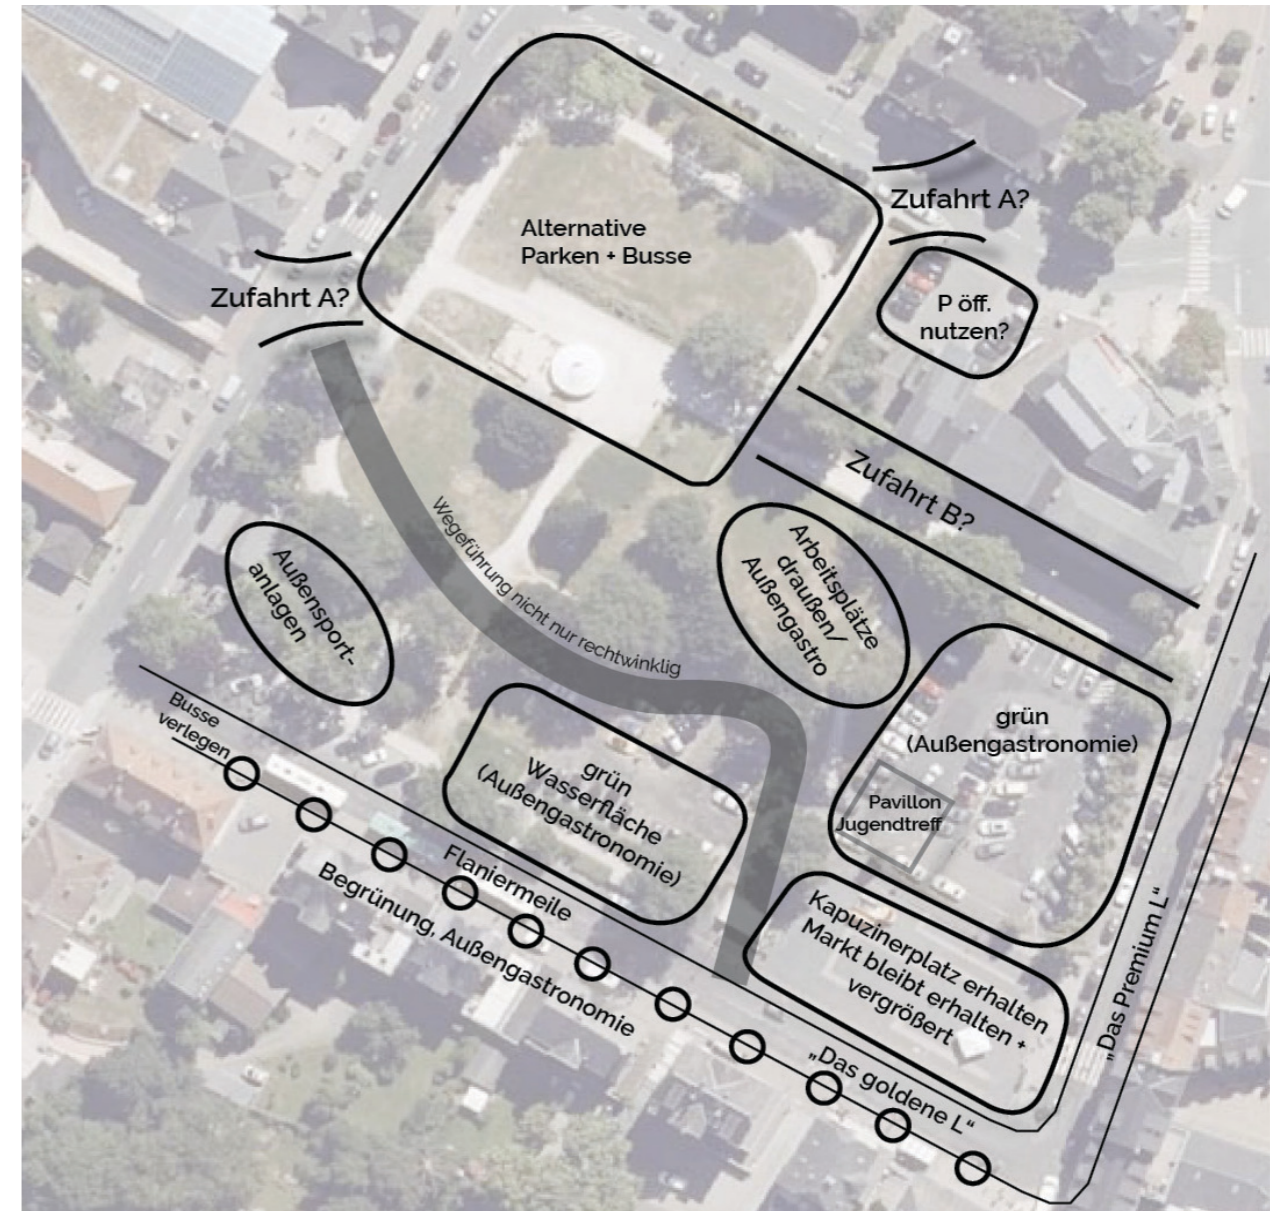 Alternative
Parken + Busse
Zufahrt A?
Zufahrt A?
P öff.
nutzen?
Zufahrt B?
Wegeführung nicht nur rechtwinklig
Außensport-
anlagen
Arbeitsplätze
draußen/
Außengastro
grün
(Außengastronomie)
Pavillon
Jugendtreff
Busse
verlegen
grün
Wasserfläche
(Außengastronomie)
Flaniermeile
Begrünung, Außengastronomie
Kapuzinerplatz erhalten
Markt bleibt erhalten +
vergrößert
„Das goldene L“
„Das Premium L“